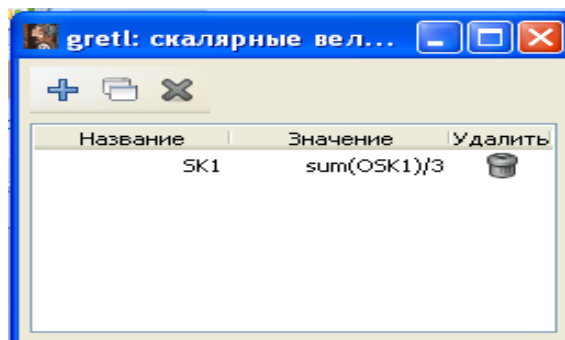 gretl: скалярные вел...
Название Значение Удалить
SK1 sum(OSK1)/3